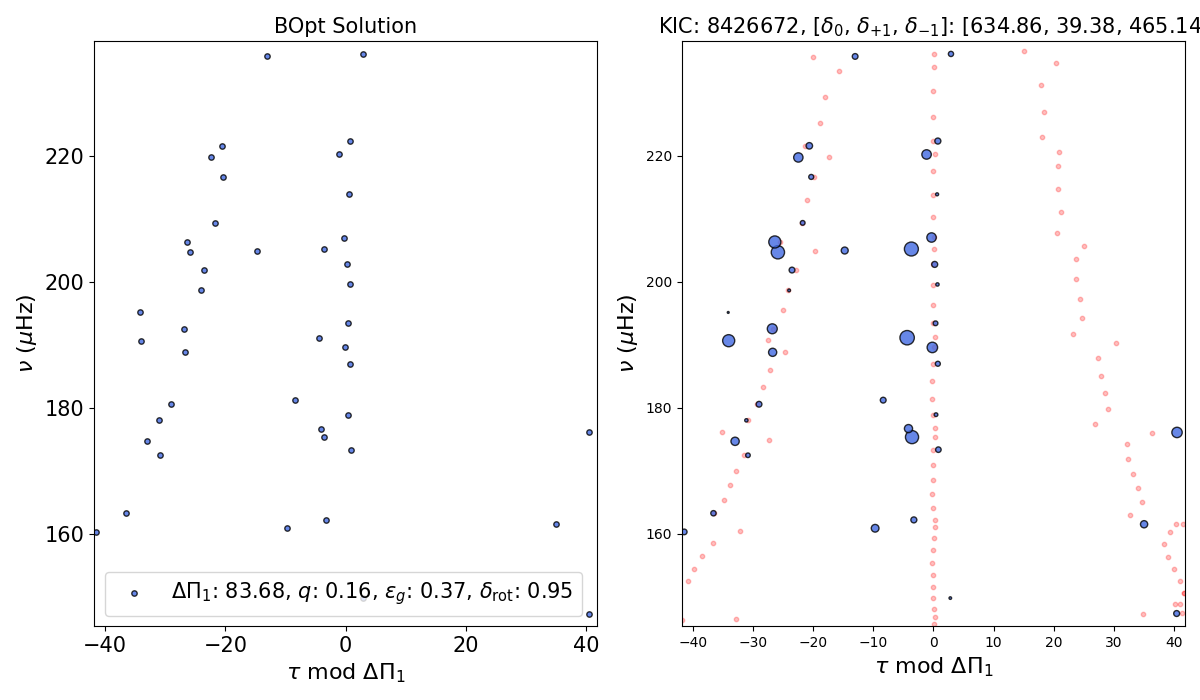 BOpt Solution
220
200
180
160
ν (μHz)
ΔΠ₁: 83.68, q: 0.16, ε_g: 0.37, δ_rot: 0.95
−40 −20 0 20 40
τ mod ΔΠ₁
KIC: 8426672, [δ₀, δ₊₁, δ₋₁]: [634.86, 39.38, 465.14
220
200
180
160
ν (μHz)
−40 −30 −20 −10 0 10 20 30 40
τ mod ΔΠ₁